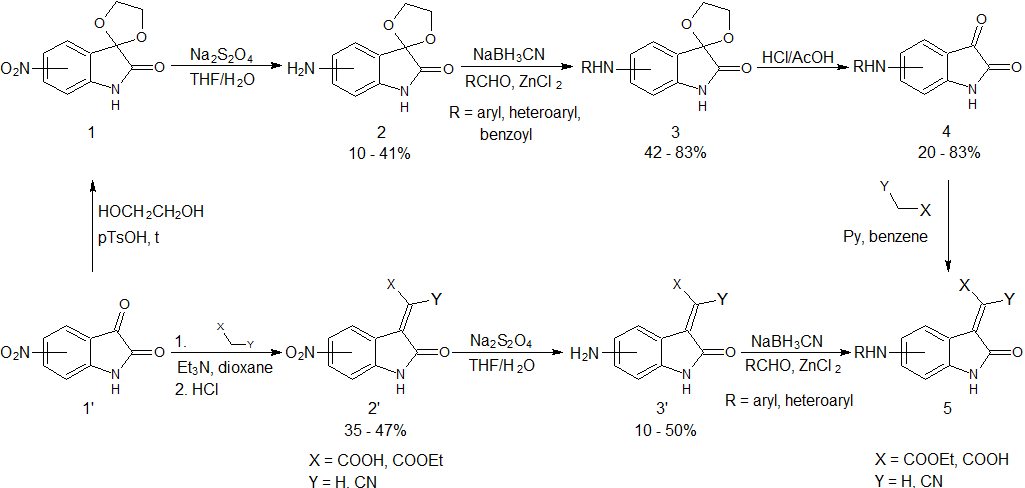 O O O O O O O
NO₂ Na₂S₂O₄ H₂N NaBH₃CN RHN HCl/AcOH RHN
O O O O
THF/H₂O RCHO, ZnCl₂
N H N H N H N H
R = aryl, heteroaryl,
benzoyl
1 2 3 4
10 - 41% 42 - 83% 20 - 83%
HOCH₂CH₂OH
pTsOH, t
Y X
Py, benzene
X Y X Y X Y
O
NO₂ O 1. X Y O₂N O Na₂S₂O₄ H₂N O NaBH₃CN RHN O
Et₃N, dioxane THF/H₂O RCHO, ZnCl₂
2. HCl
N H N H N H N H
R = aryl, heteroaryl
1' 2' 3' 5
35 - 47% 10 - 50%
X = COOH, COOEt X = COOEt, COOH
Y = H, CN Y = H, CN